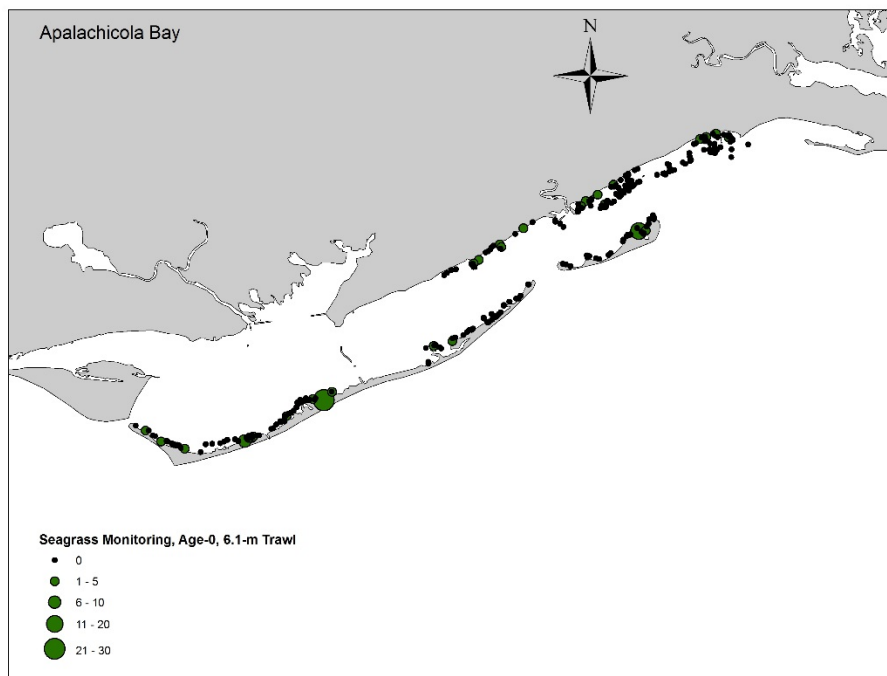 Apalachicola Bay
N
Seagrass Monitoring, Age-0, 6.1-m Trawl
0
1 - 5
6 - 10
11 - 20
21 - 30